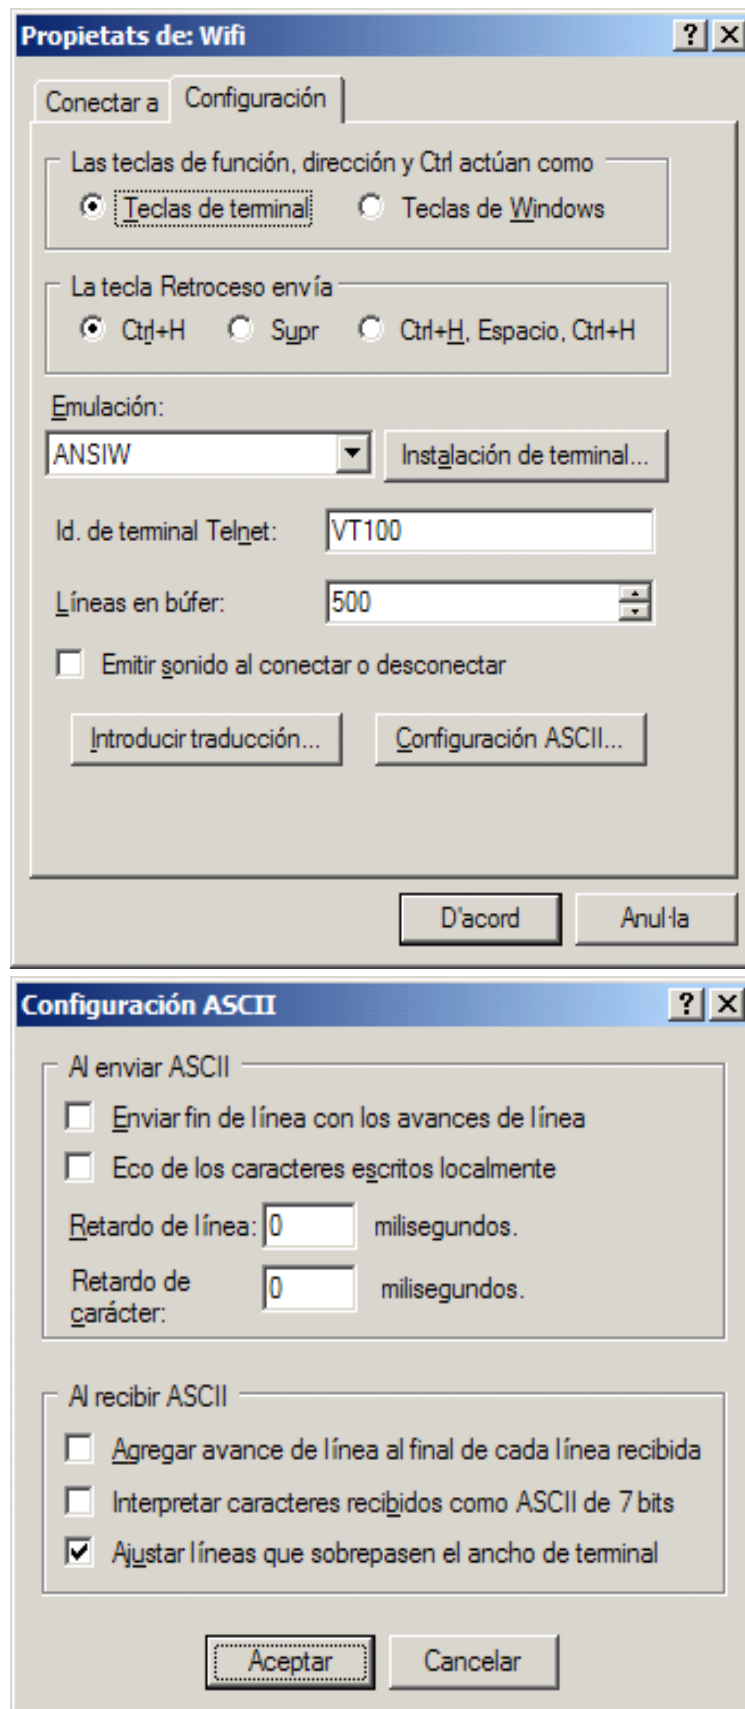 Propietats de: Wifi
Conectar a Configuración
Las teclas de función, dirección y Ctrl actúan como
Teclas de terminal Teclas de Windows
La tecla Retroceso envía
Ctrl+H Supr Ctrl+H, Espacio, Ctrl+H
Emulación:
ANSIW Instalación de terminal...
Id. de terminal Telnet: VT100
Líneas en búfer: 500
Emitir sonido al conectar o desconectar
Introducir traducción... Configuración ASCII...
D'acord Anul·la
Configuración ASCII
Al enviar ASCII
Enviar fin de línea con los avances de línea
Eco de los caracteres escritos localmente
Retardo de línea: 0 milisegundos.
Retardo de
carácter: 0 milisegundos.
Al recibir ASCII
Agregar avance de línea al final de cada línea recibida
Interpretar caracteres recibidos como ASCII de 7 bits
Ajustar líneas que sobrepasen el ancho de terminal
Aceptar Cancelar